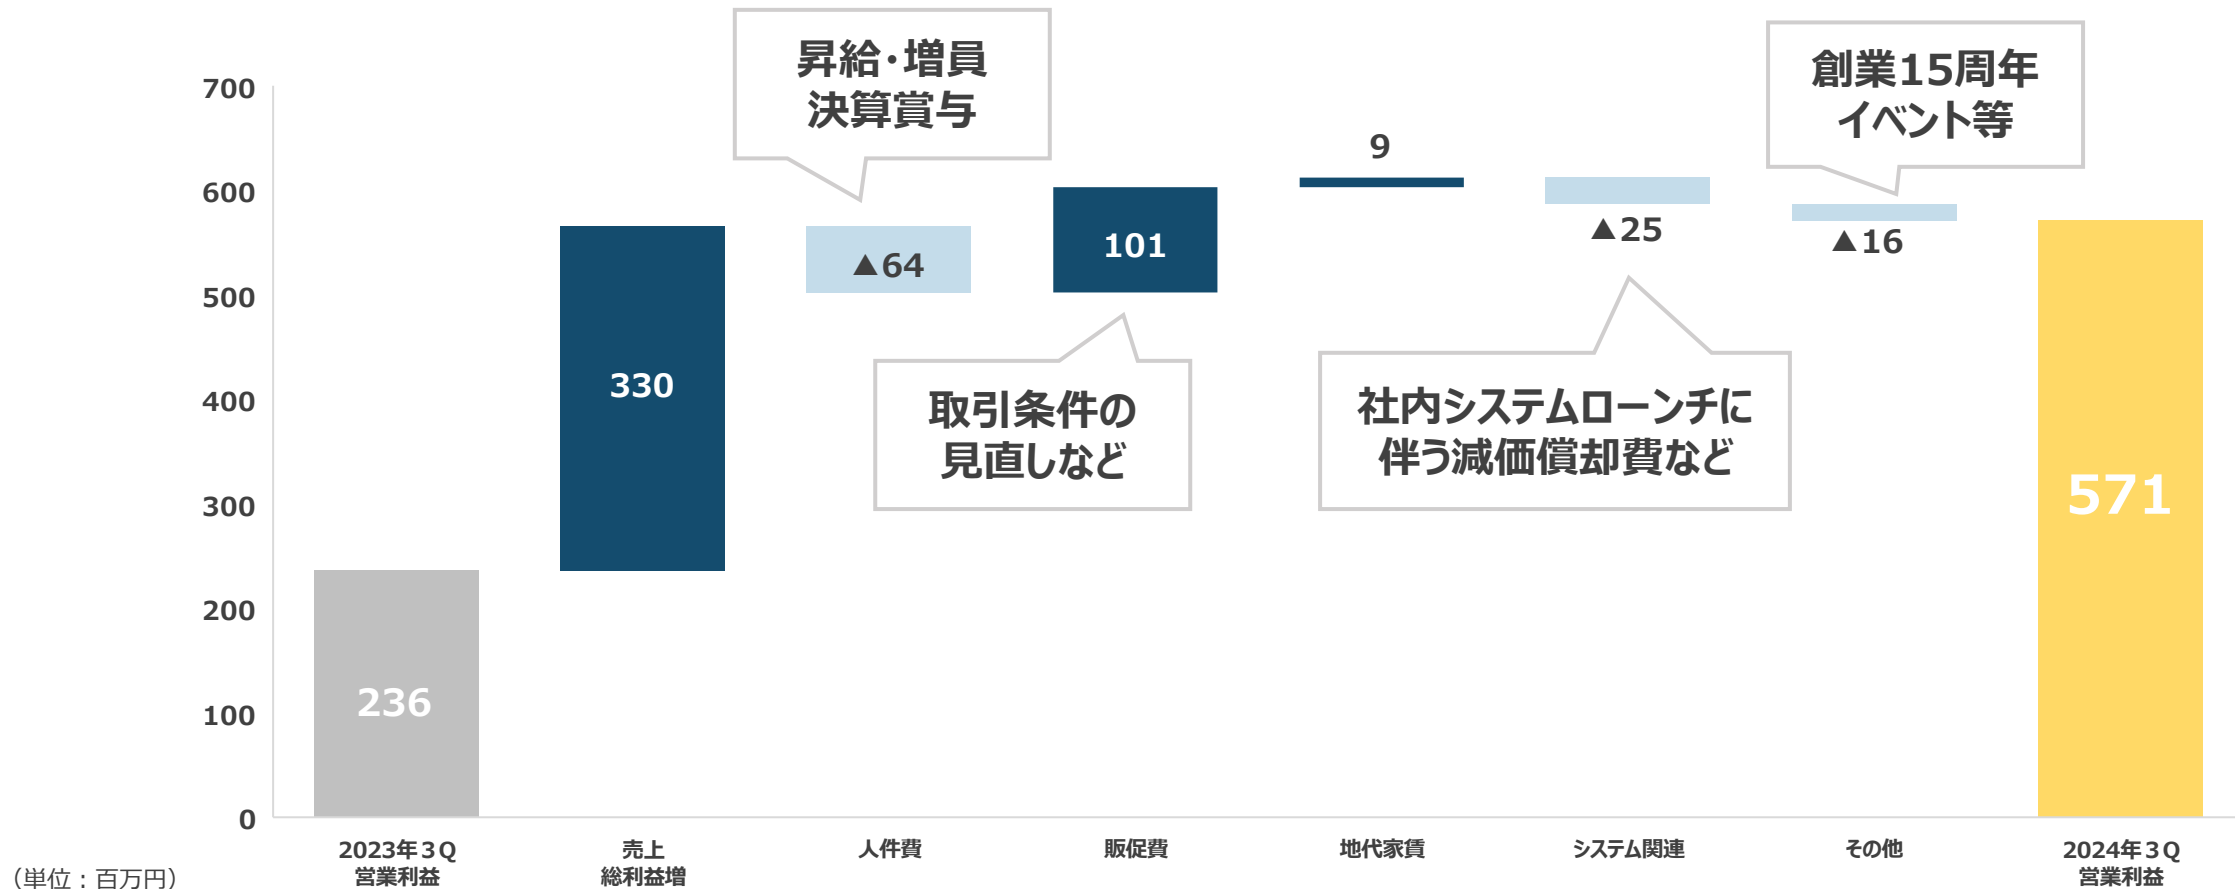 昇給・増員
決算賞与
創業15周年
イベント等
700
600
500
400
300
200
100
0
236
330
▲64
101
9
▲25
▲16
571
取引条件の
見直しなど
社内システムローンチに
伴う減価償却費など
2023年3Q
営業利益
売上
総利益増
人件費
販促費
地代家賃
システム関連
その他
2024年3Q
営業利益
（単位：百万円）